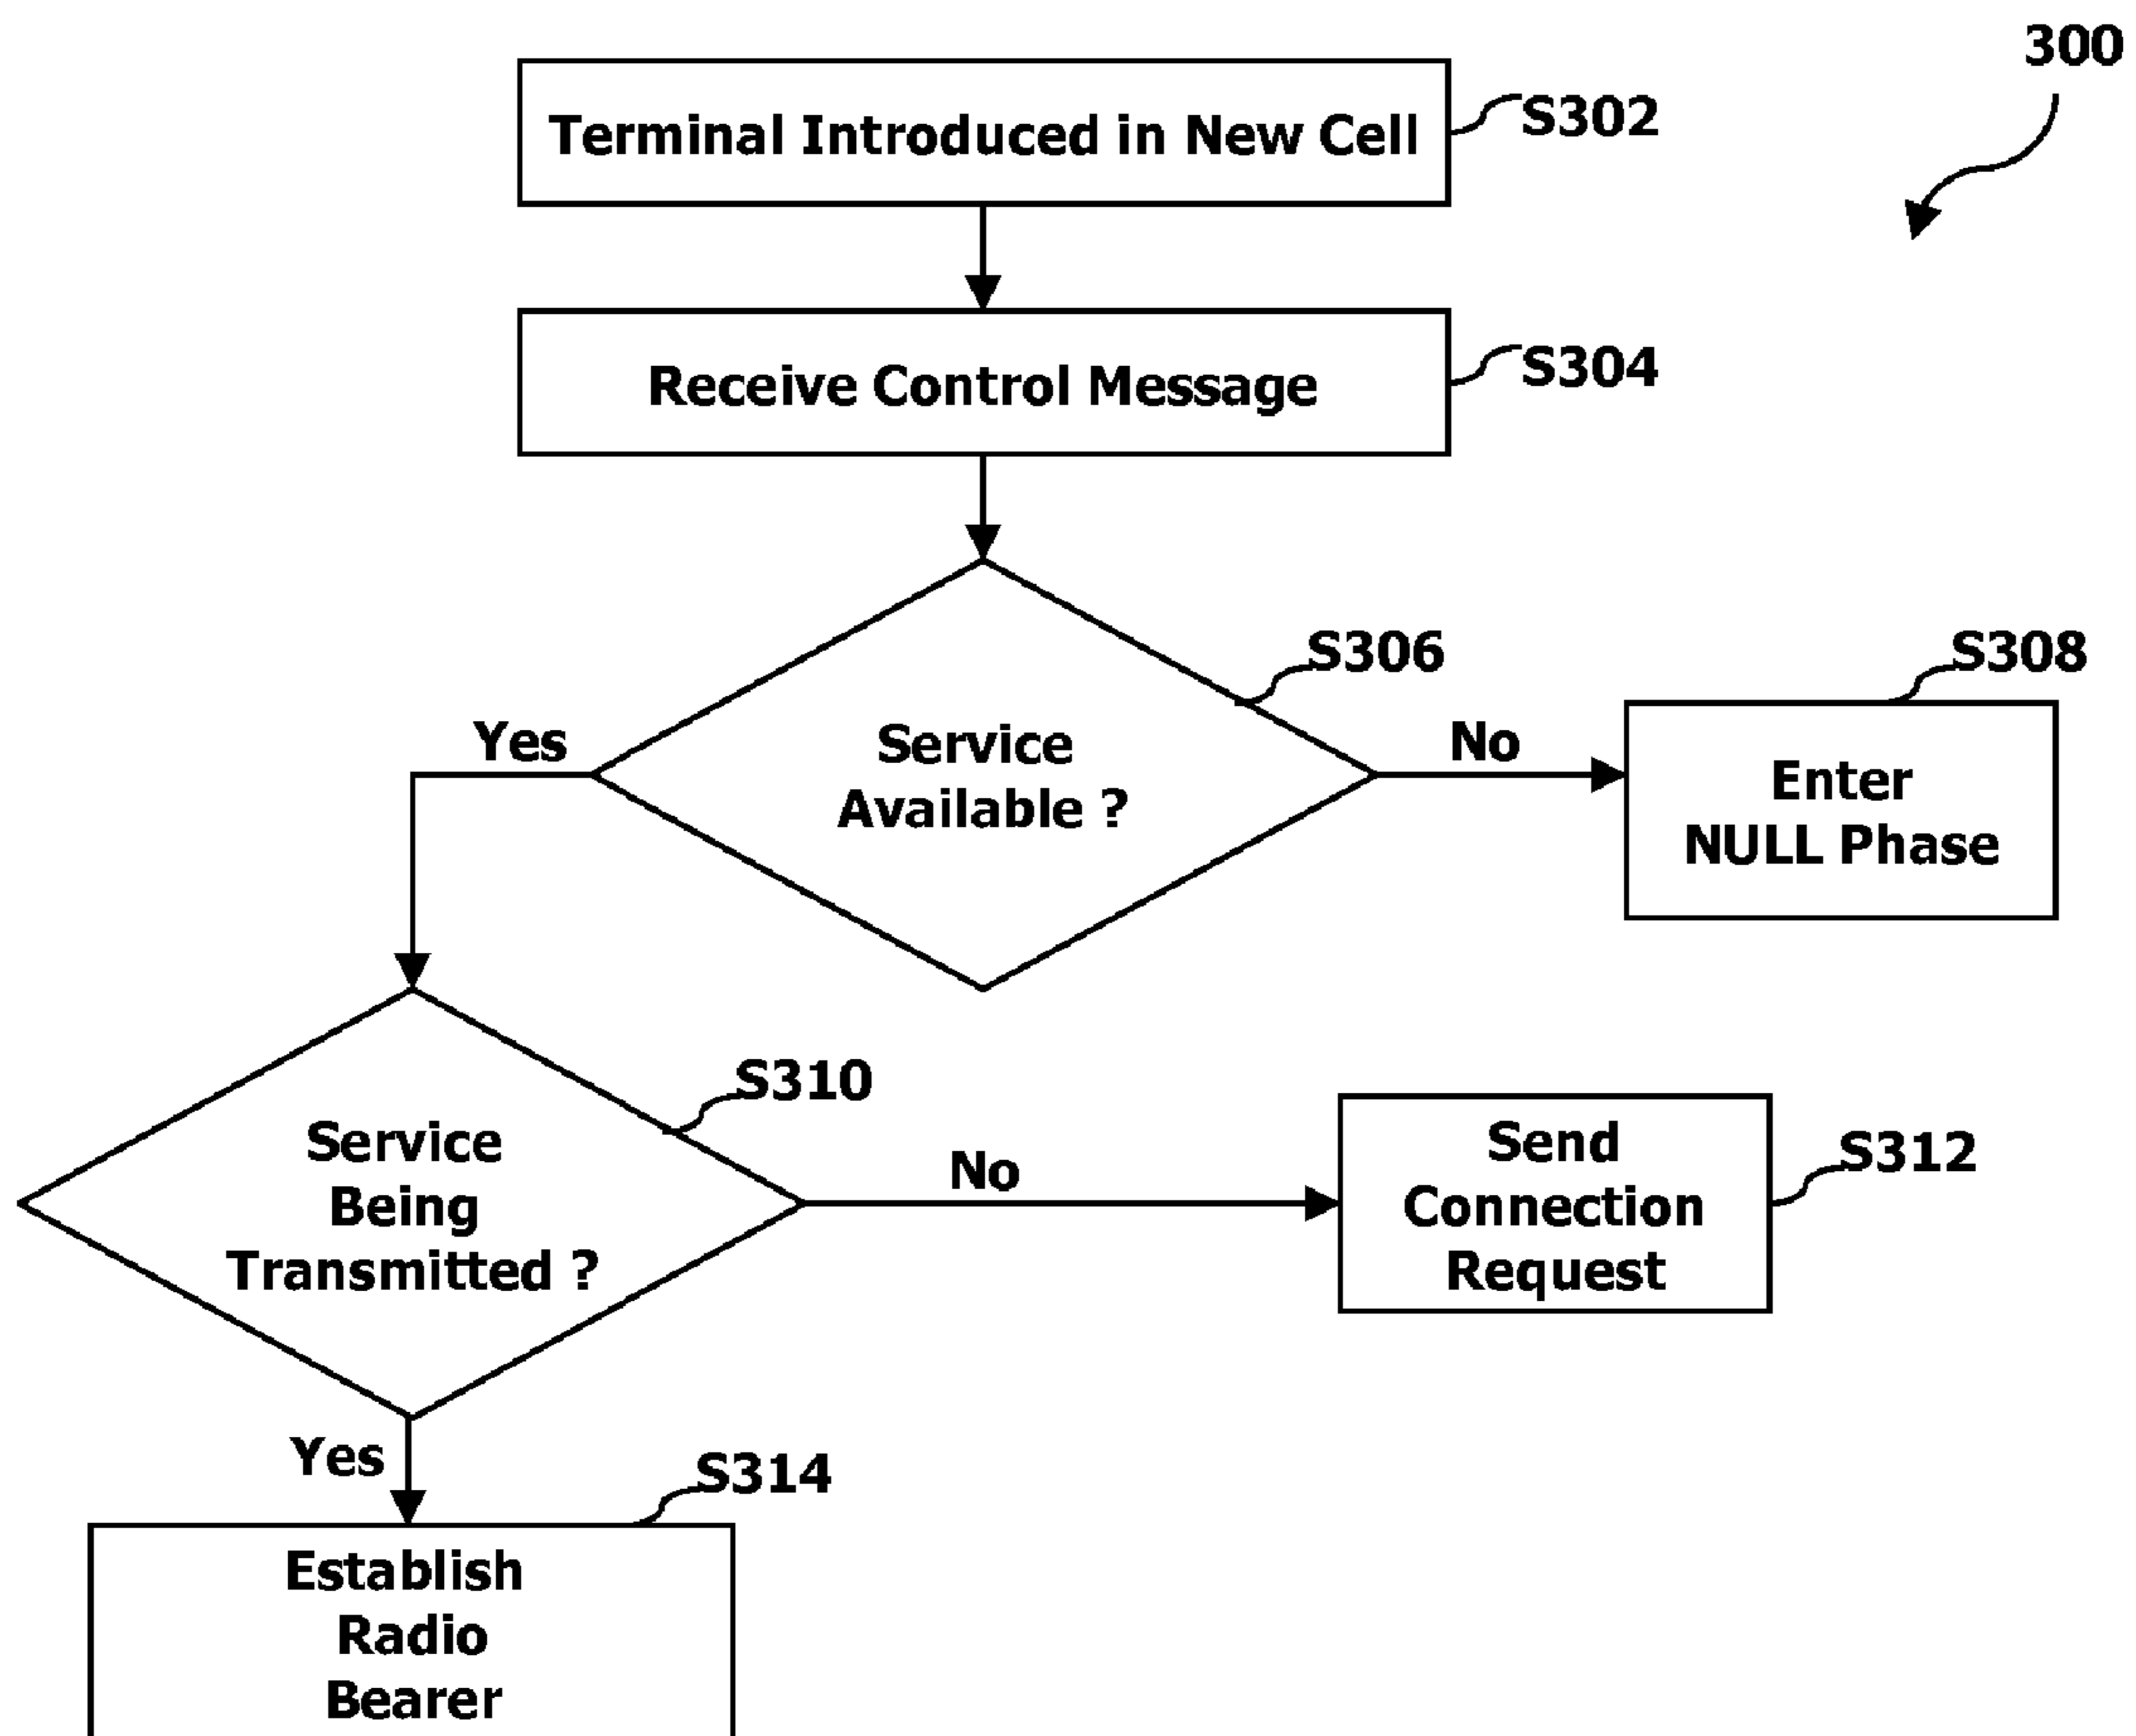 300
Terminal Introduced in New Cell
S302
Receive Control Message
S304
S306
Service
Available ?
Yes
No
S308
Enter
NULL Phase
S310
Service
Being
Transmitted ?
No
Send
Connection
Request
S312
Yes
S314
Establish
Radio
Bearer